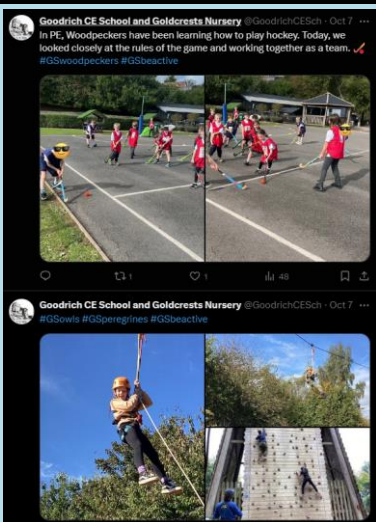 Goodrich CE School and Goldcrests Nursery @GoodrichCESch · Oct 7 ···
In PE, Woodpeckers have been learning how to play hockey. Today, we
looked closely at the rules of the game and working together as a team. 🏑
#GSwoodpeckers #GSbeactive
1
1
48
Goodrich CE School and Goldcrests Nursery @GoodrichCESch · Oct 7 ···
#GSowls #GSperegrines #GSbeactive